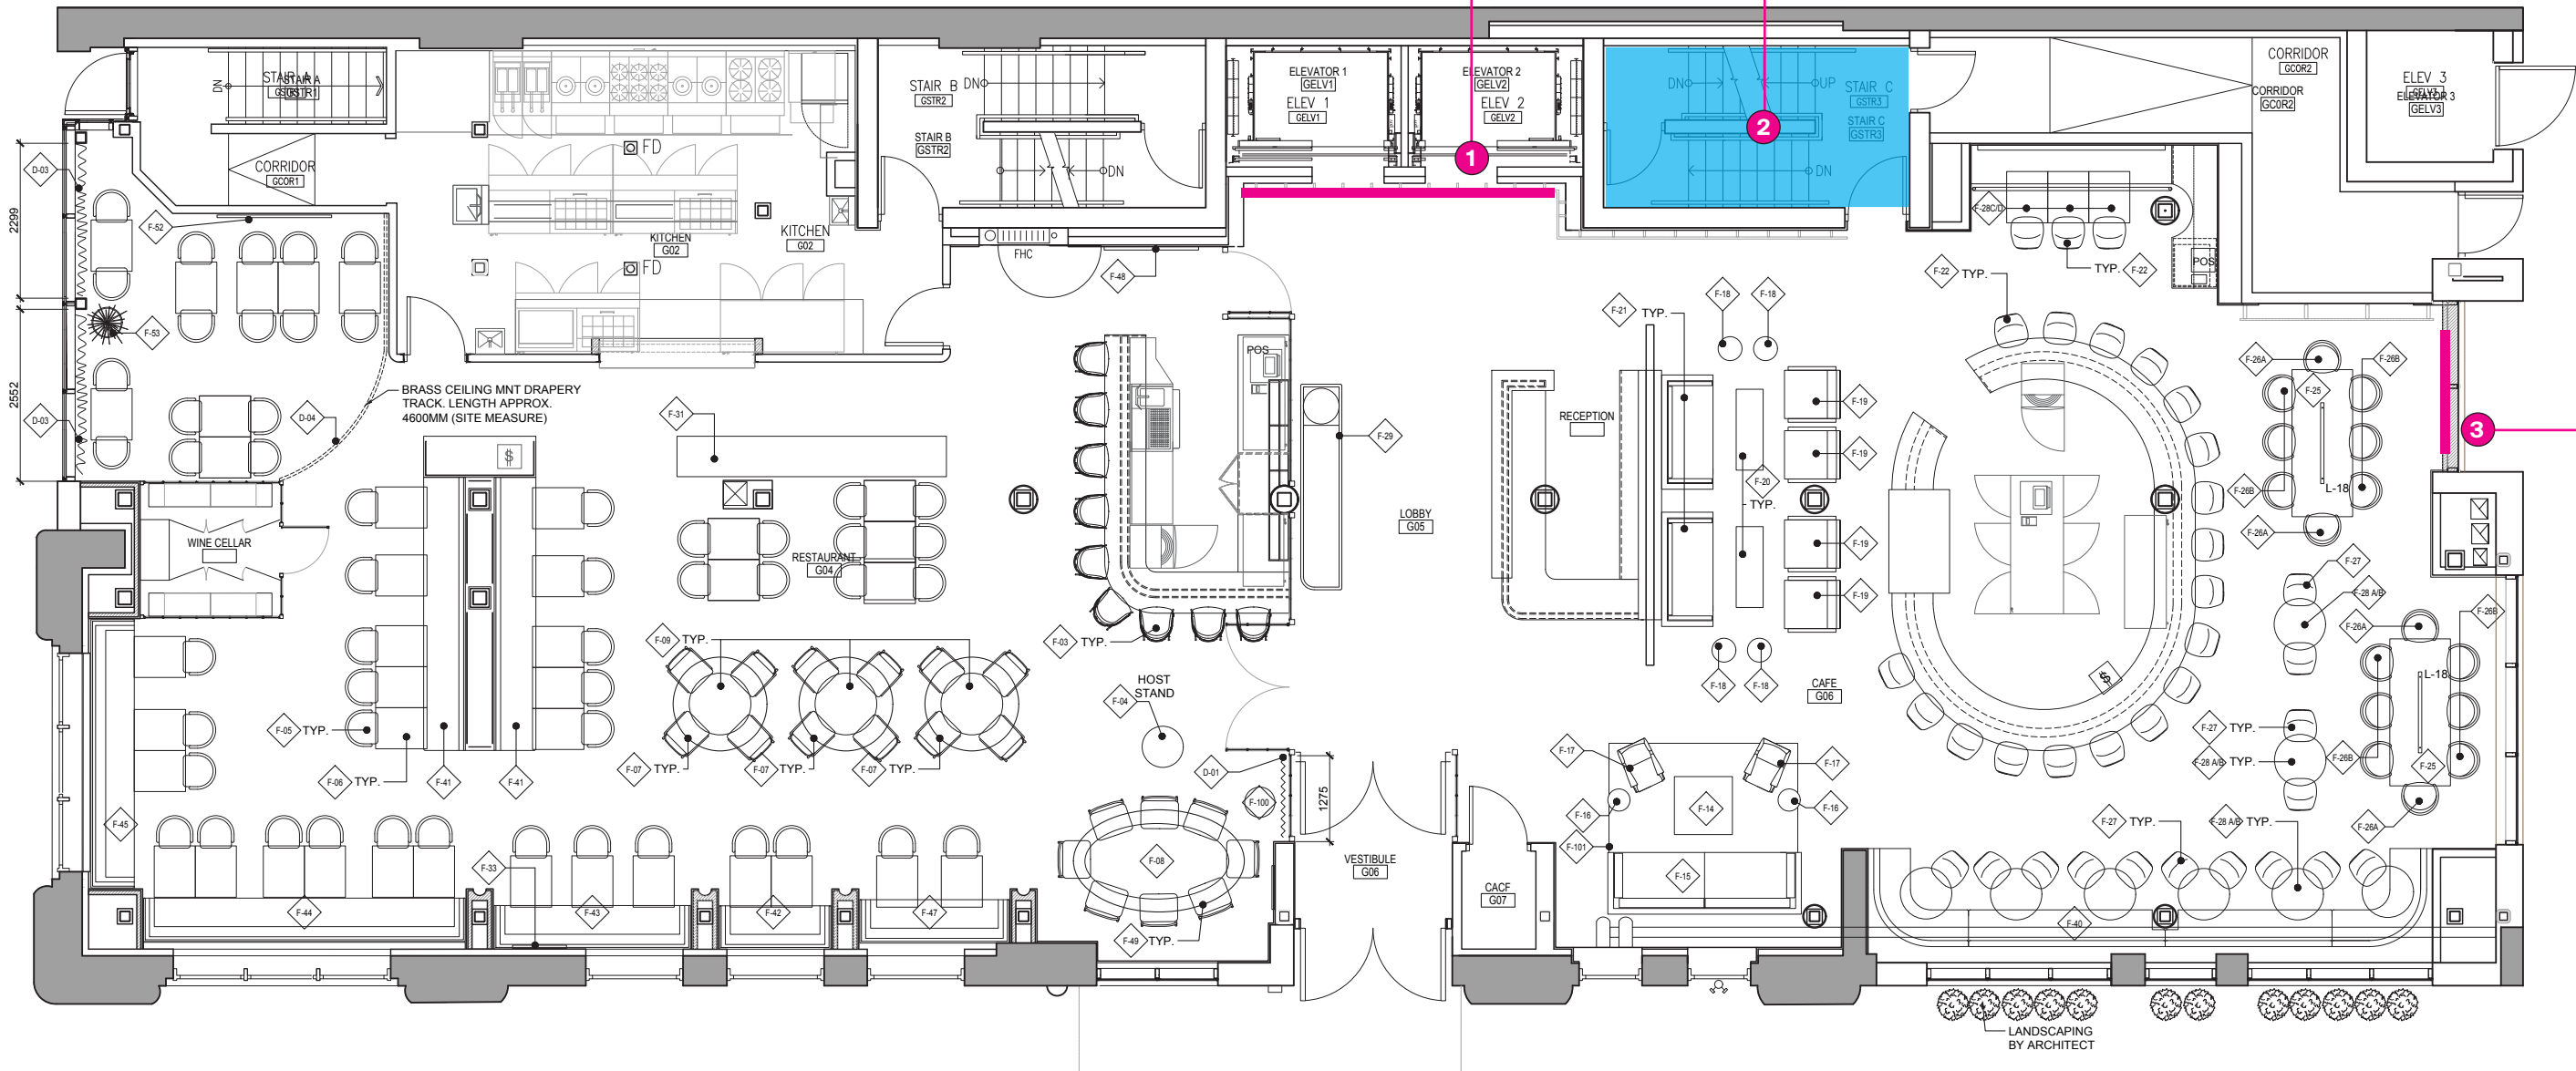 STAIR A
GSTR1
STAIR A
GSTR1
DN
CORRIDOR
GCOR1
D-03
2299
F-52
F-53
2552
D-03
D-04
BRASS CEILING MNT DRAPERY
TRACK. LENGTH APPROX.
4600MM (SITE MEASURE)
FD
FD
KITCHEN
G02
KITCHEN
G02
STAIR B
GSTR2
STAIR B
GSTR2
DN
DN
FHC
F-48
ELEVATOR 1
GELV1
ELEV 1
GELV1
ELEVATOR 2
GELV2
ELEV 2
GELV2
1
2
DN
UP
DN
STAIR C
GSTR3
STAIR C
GSTR3
CORRIDOR
GCOR2
CORRIDOR
GCOR2
ELEV 3
GELV3
ELEVATOR 3
GELV3
F-28C/D
POS
TYP.
F-22
F-22
TYP.
F-18
F-18
F-21
TYP.
POS
RECEPTION
F-19
F-19
F-20
TYP.
F-19
F-19
F-18
F-18
F-29
F-31
$
WINE CELLAR
RESTAURANT
G04
LOBBY
G05
CAFE
G06
$
F-26A
F-26B
F-25
3
F-26B
L-18
F-26A
F-27
F-28 A/B
F-26A
F-26B
L-18
F-27
TYP.
F-28 A/B
TYP.
F-26B
F-25
F-26A
F-03
TYP.
HOST
STAND
F-04
F-09
TYP.
F-05
TYP.
F-06
TYP.
F-41
F-41
F-07
TYP.
F-07
TYP.
F-07
TYP.
D-01
F-100
1275
F-45
F-33
F-44
F-43
F-42
F-47
F-08
F-49
TYP.
VESTIBULE
G06
CACF
G07
F-17
F-17
F-14
F-16
F-16
F-101
F-15
F-27
TYP.
F-28 A/B
TYP.
F-40
LANDSCAPING
BY ARCHITECT